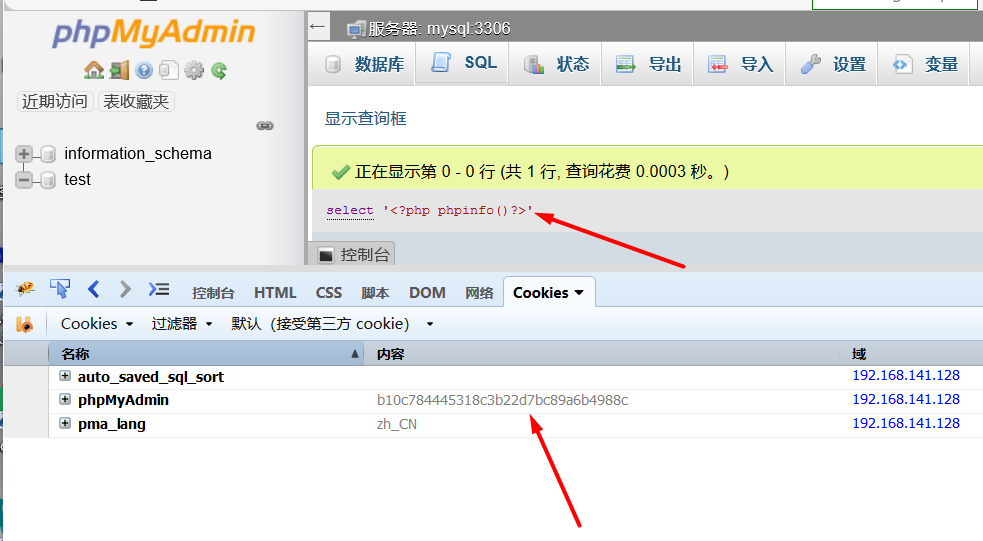 phpMyAdmin
近期访问 表收藏夹
information_schema
test
服务器: mysql:3306
数据库 SQL 状态 导出 导入 设置 变量
显示查询框
正在显示第 0 - 0 行 (共 1 行, 查询花费 0.0003 秒。)
select '<?php phpinfo()?>'
控制台
控制台 HTML CSS 脚本 DOM 网络 Cookies
Cookies 过滤器 默认（接受第三方 cookie）
名称 内容 域
auto_saved_sql_sort 192.168.141.128
phpMyAdmin b10c784445318c3b22d7bc89a6b4988c 192.168.141.128
pma_lang zh_CN 192.168.141.128